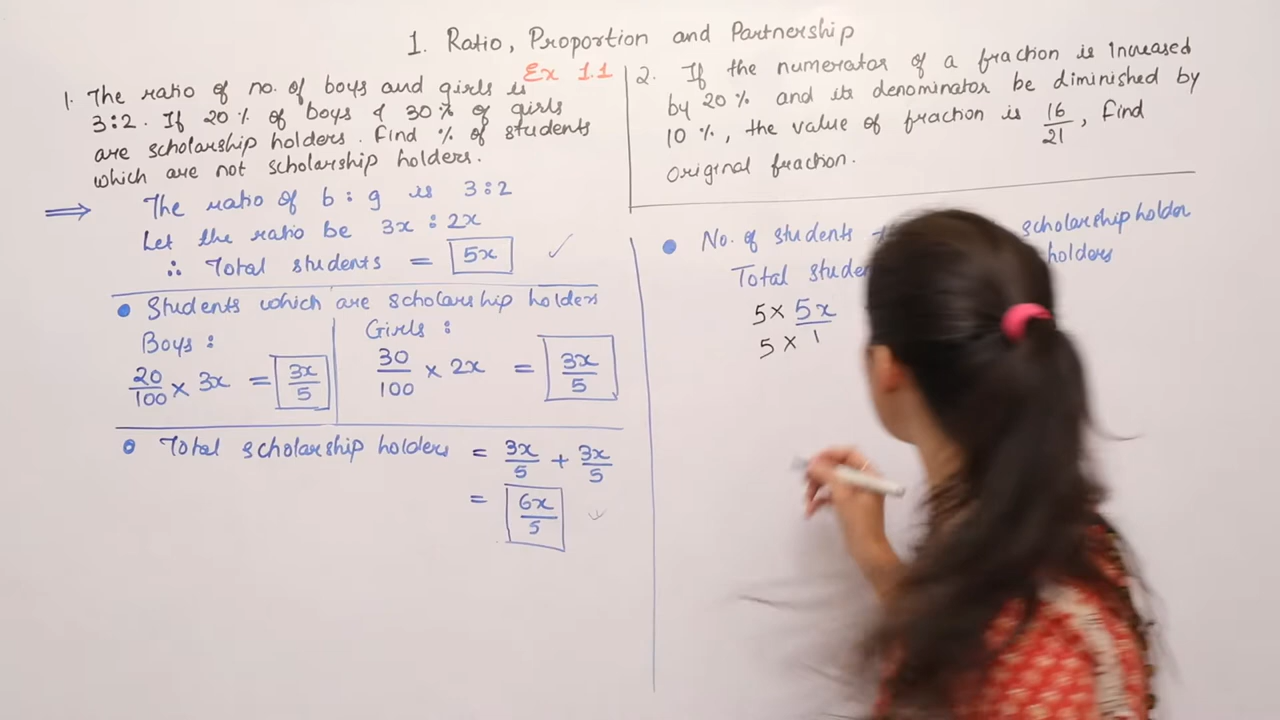 1. Ratio, Proportion and Partnership
Ex 1.1
1. The ratio of no. of boys and girls is
3:2. If 20% of boys & 30% of girls
are scholarship holders. Find % of students
which are not scholarship holders.
⇒ The ratio of b : g is 3:2
Let the ratio be 3x : 2x
∴ Total students = 5x ✓
• Students which are scholarship holders
Boys :
20/100 × 3x = 3x/5
Girls :
30/100 × 2x = 3x/5
• Total scholarship holders = 3x/5 + 3x/5
= 6x/5
2. If the numerator of a fraction is increased
by 20% and its denominator be diminished by
10%, the value of fraction is 16/21, find
original fraction.
• No. of students scholarship holder
Total holders
5 × 5x
5 × 1